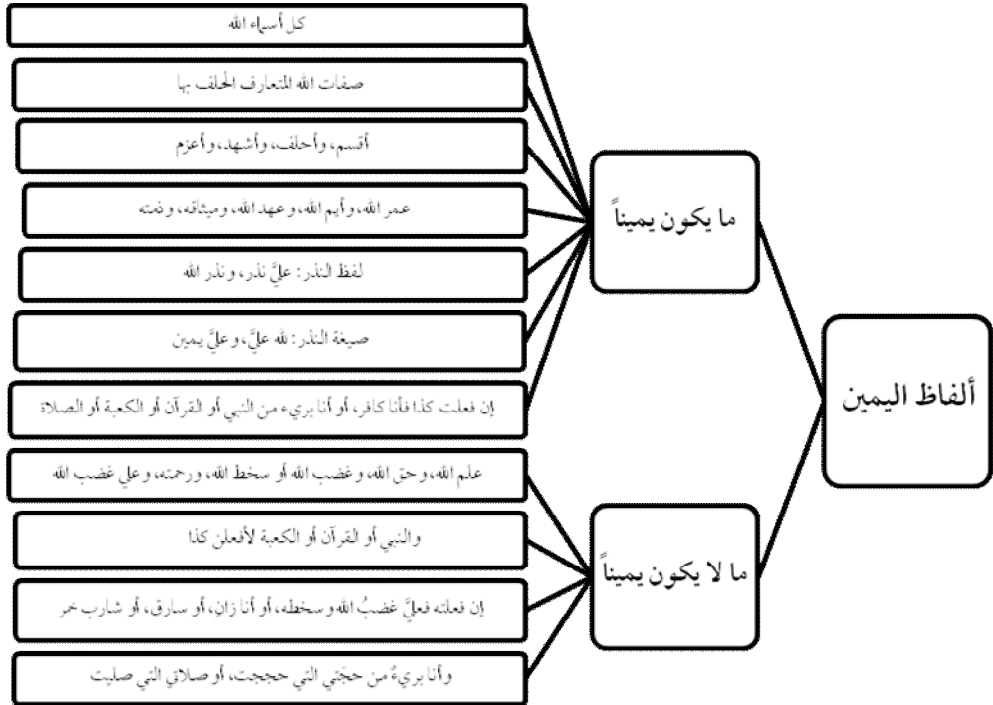 ألفاظ اليمين
ما يكون يميناً
كل أسماء الله
صفات الله المتعارف الحلف بها
أقسم، وأحلف، وأشهد، وأعزم
عمر الله، وأيم الله، وعهد الله، وميثاقه، وذمته
لفظ النذر: عليَّ نذر، ونذر الله
صيغة النذر: لله عليَّ، وعليَّ يمين
إن فعلت كذا فأنا كافر، أو أنا بريء من النبي أو القرآن أو الكعبة أو الصلاة
ما لا يكون يميناً
علم الله، وحق الله، وغضب الله أو سخط الله، ورحمته، وعلي غضب الله
والنبي أو القرآن أو الكعبة لأفعلن كذا
إن فعلته فعليَّ غضبُ الله وسخطه، أو أنا زانٍ، أو سارق، أو شارب خمر
وأنا بريءٌ من حجَتي التي حججت، أو صلاتي التي صليت